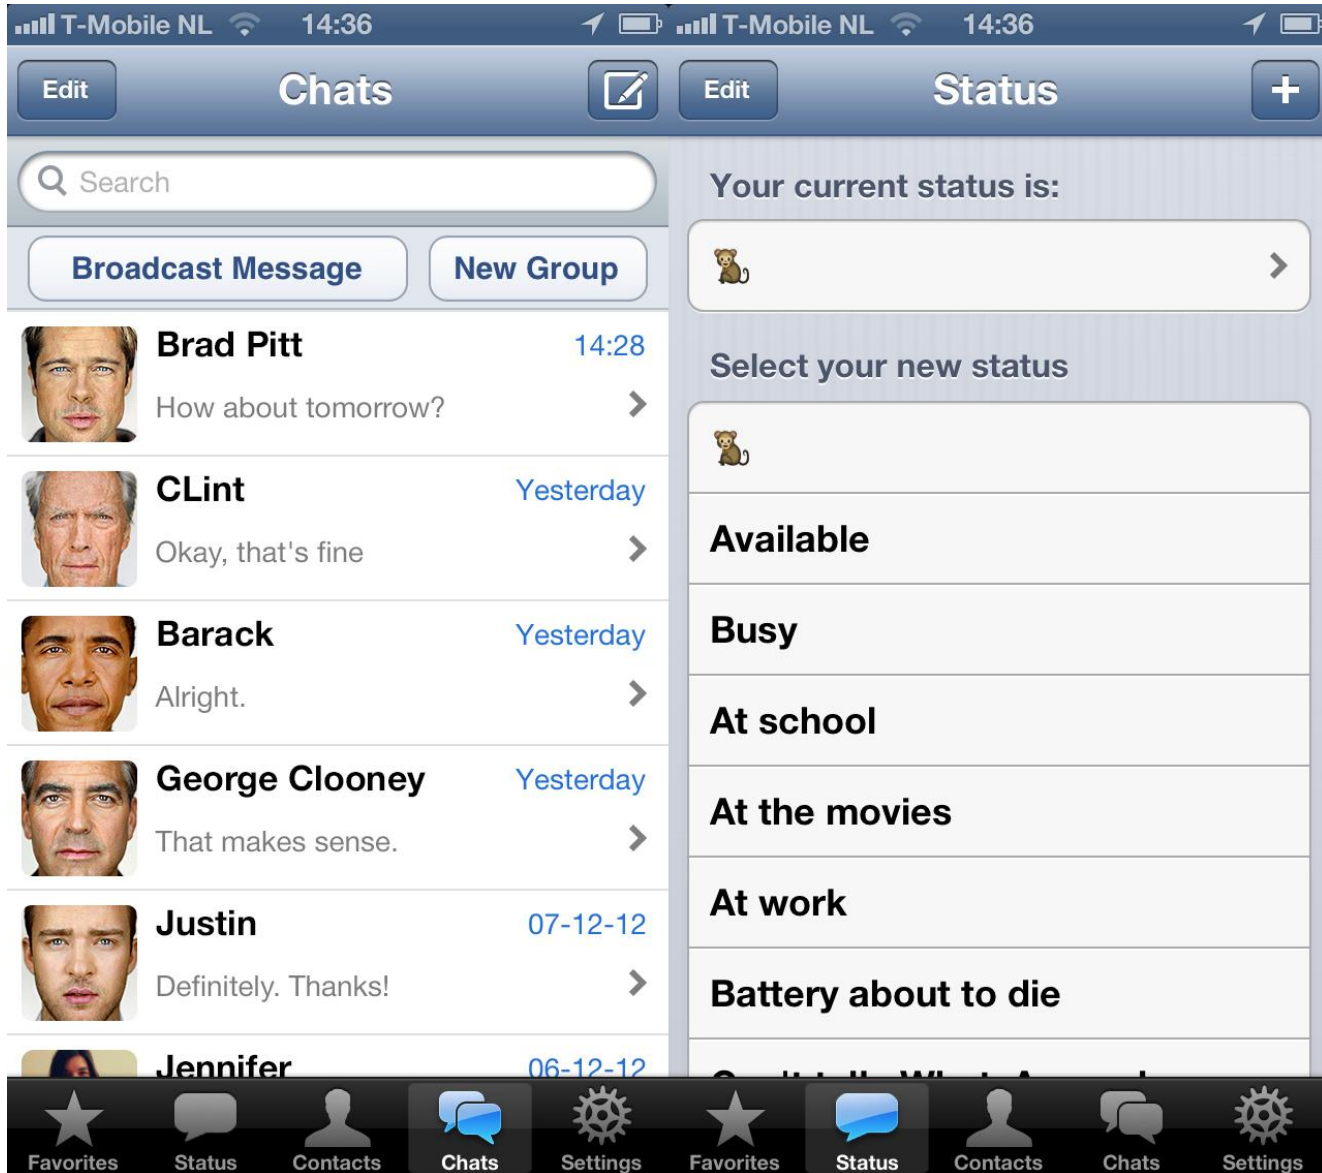 T-Mobile NL 14:36
Edit Chats
Search
Broadcast Message New Group
Brad Pitt 14:28
How about tomorrow?
CLint Yesterday
Okay, that's fine
Barack Yesterday
Alright.
George Clooney Yesterday
That makes sense.
Justin 07-12-12
Definitely. Thanks!
Jennifer 06-12-12
Favorites Status Contacts Chats Settings
T-Mobile NL 14:36
Edit Status +
Your current status is:
Select your new status
Available
Busy
At school
At the movies
At work
Battery about to die
Favorites Status Contacts Chats Settings